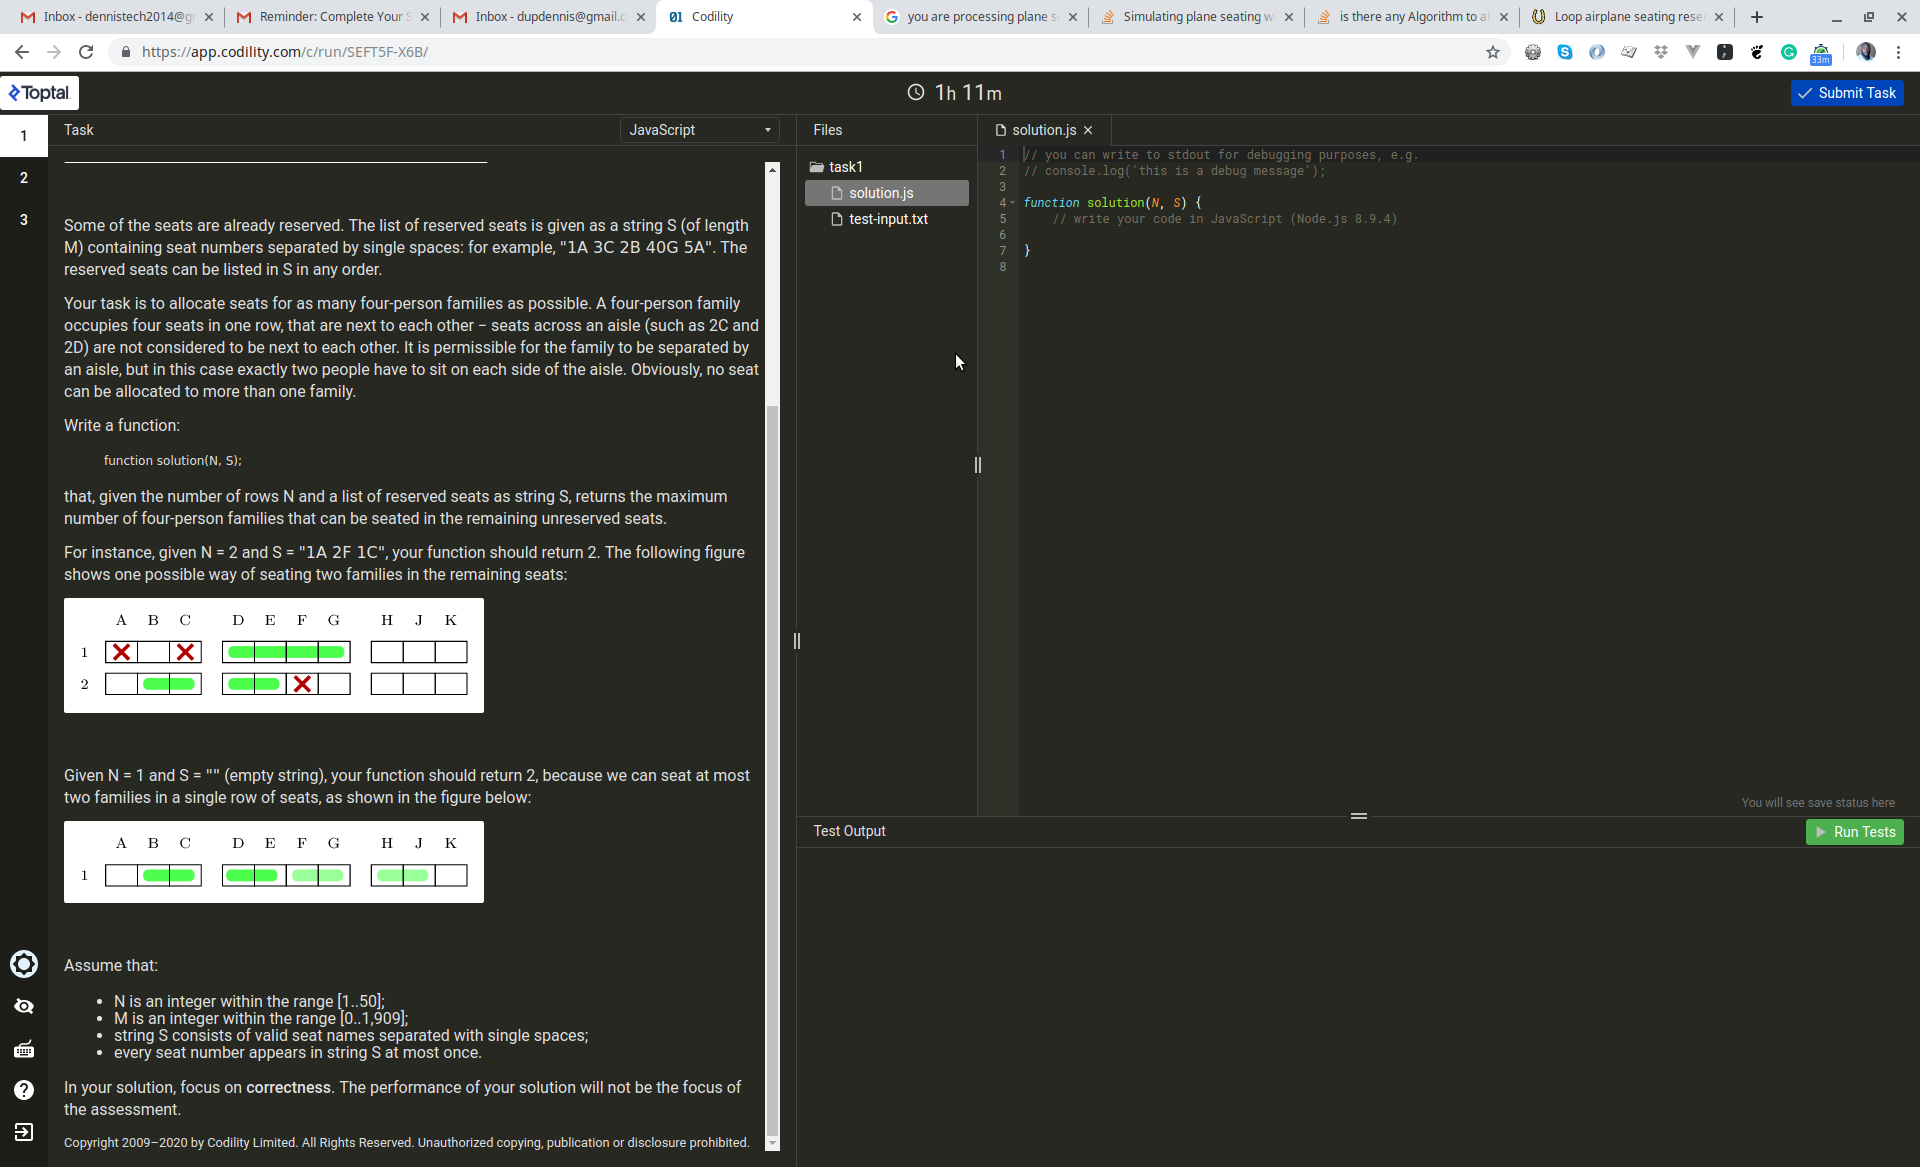 Inbox - dennistech2014@g
Reminder: Complete Your S
Inbox - dupdennis@gmail.c
Codility
you are processing plane s
Simulating plane seating w
is there any Algorithm to al
Loop airplane seating rese
https://app.codility.com/c/run/SEFT5F-X6B/
33m
Toptal
1h 11m
Submit Task
1
2
3
Task
JavaScript
Some of the seats are already reserved. The list of reserved seats is given as a string S (of length
M) containing seat numbers separated by single spaces: for example, "1A 3C 2B 40G 5A". The
reserved seats can be listed in S in any order.
Your task is to allocate seats for as many four-person families as possible. A four-person family
occupies four seats in one row, that are next to each other – seats across an aisle (such as 2C and
2D) are not considered to be next to each other. It is permissible for the family to be separated by
an aisle, but in this case exactly two people have to sit on each side of the aisle. Obviously, no seat
can be allocated to more than one family.
Write a function:
function solution(N, S);
that, given the number of rows N and a list of reserved seats as string S, returns the maximum
number of four-person families that can be seated in the remaining unreserved seats.
For instance, given N = 2 and S = "1A 2F 1C", your function should return 2. The following figure
shows one possible way of seating two families in the remaining seats:
A B C D E F G H J K
1
2
Given N = 1 and S = "" (empty string), your function should return 2, because we can seat at most
two families in a single row of seats, as shown in the figure below:
A B C D E F G H J K
1
Assume that:
• N is an integer within the range [1..50];
• M is an integer within the range [0..1,909];
• string S consists of valid seat names separated with single spaces;
• every seat number appears in string S at most once.
In your solution, focus on correctness. The performance of your solution will not be the focus of
the assessment.
Copyright 2009–2020 by Codility Limited. All Rights Reserved. Unauthorized copying, publication or disclosure prohibited.
Files
task1
solution.js
test-input.txt
solution.js
1 // you can write to stdout for debugging purposes, e.g.
2 // console.log('this is a debug message');
3
4 function solution(N, S) {
5 // write your code in JavaScript (Node.js 8.9.4)
6
7 }
8
You will see save status here
Test Output
Run Tests